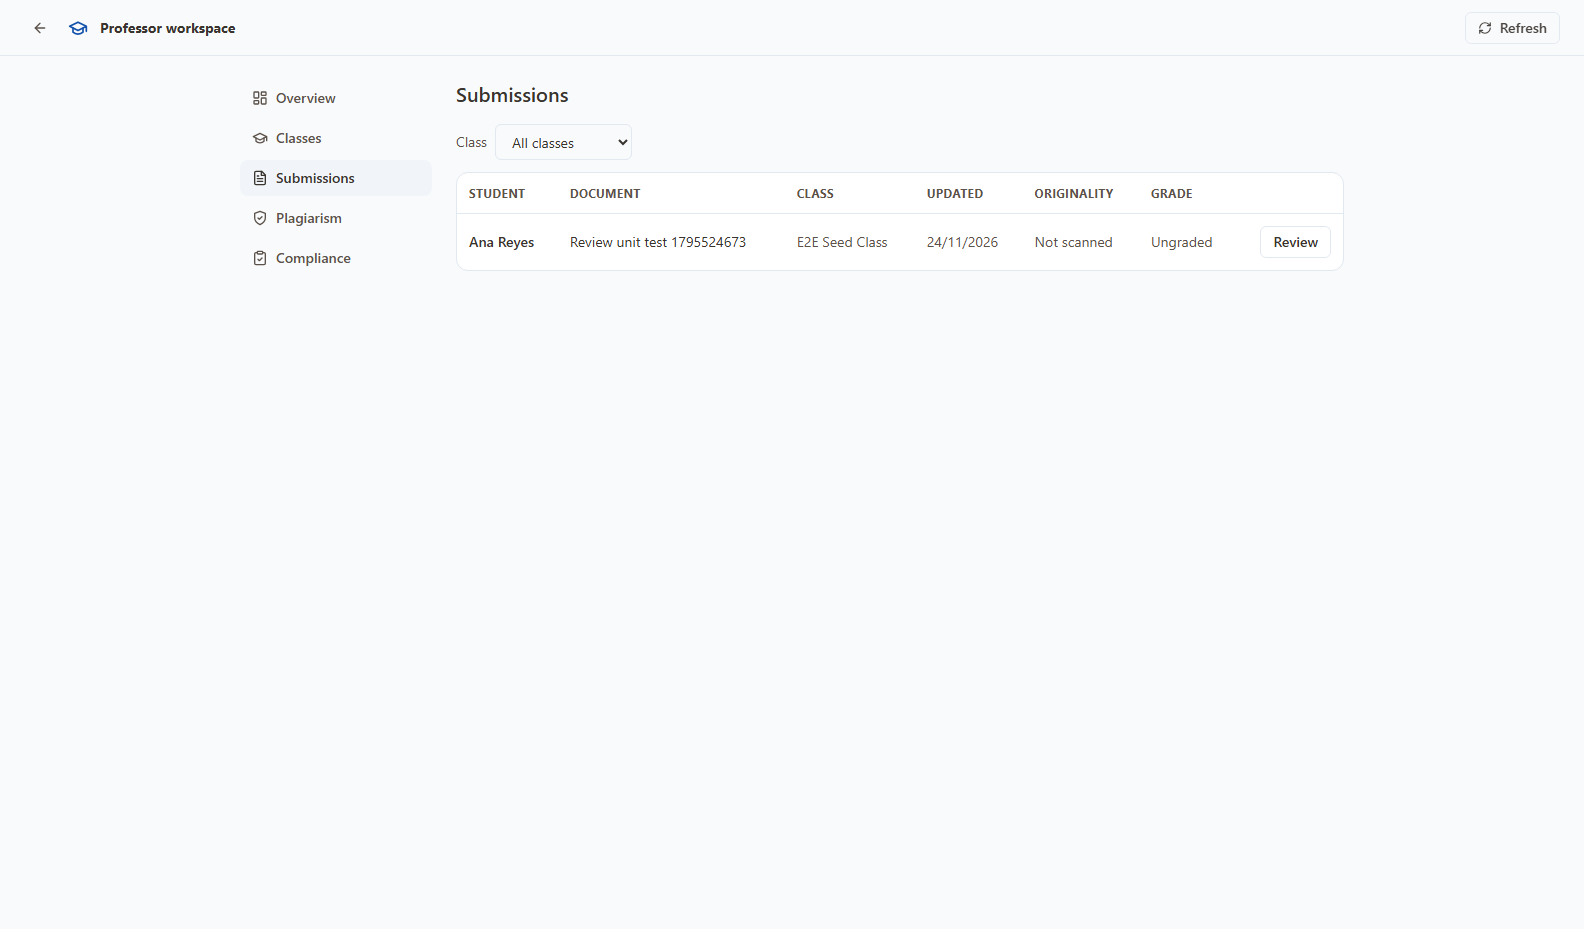 Professor workspace
Refresh
Overview
Classes
Submissions
Plagiarism
Compliance
Submissions
Class All classes
STUDENT DOCUMENT CLASS UPDATED ORIGINALITY GRADE
Ana Reyes Review unit test 1795524673 E2E Seed Class 24/11/2026 Not scanned Ungraded Review